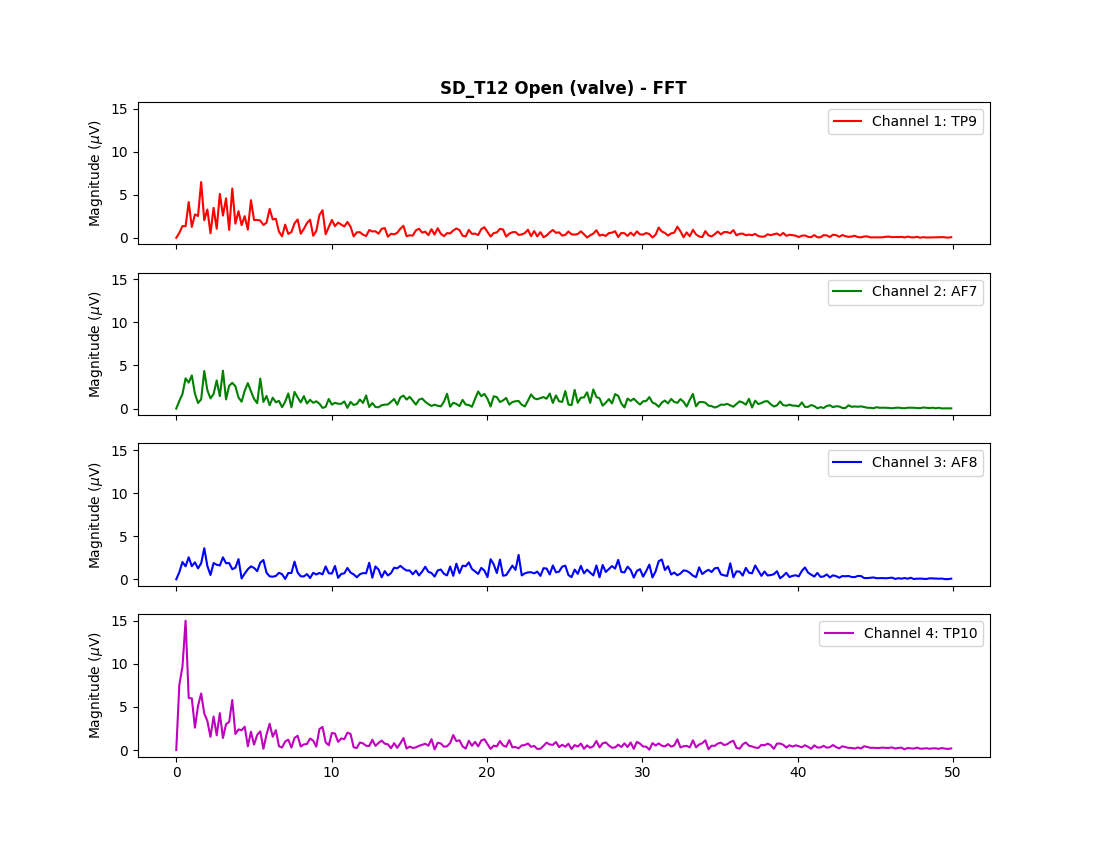 SD_T12 Open (valve) - FFT
15
10
5
0
Magnitude (μV)
Channel 1: TP9
15
10
5
0
Magnitude (μV)
Channel 2: AF7
15
10
5
0
Magnitude (μV)
Channel 3: AF8
15
10
5
0
Magnitude (μV)
Channel 4: TP10
0 10 20 30 40 50